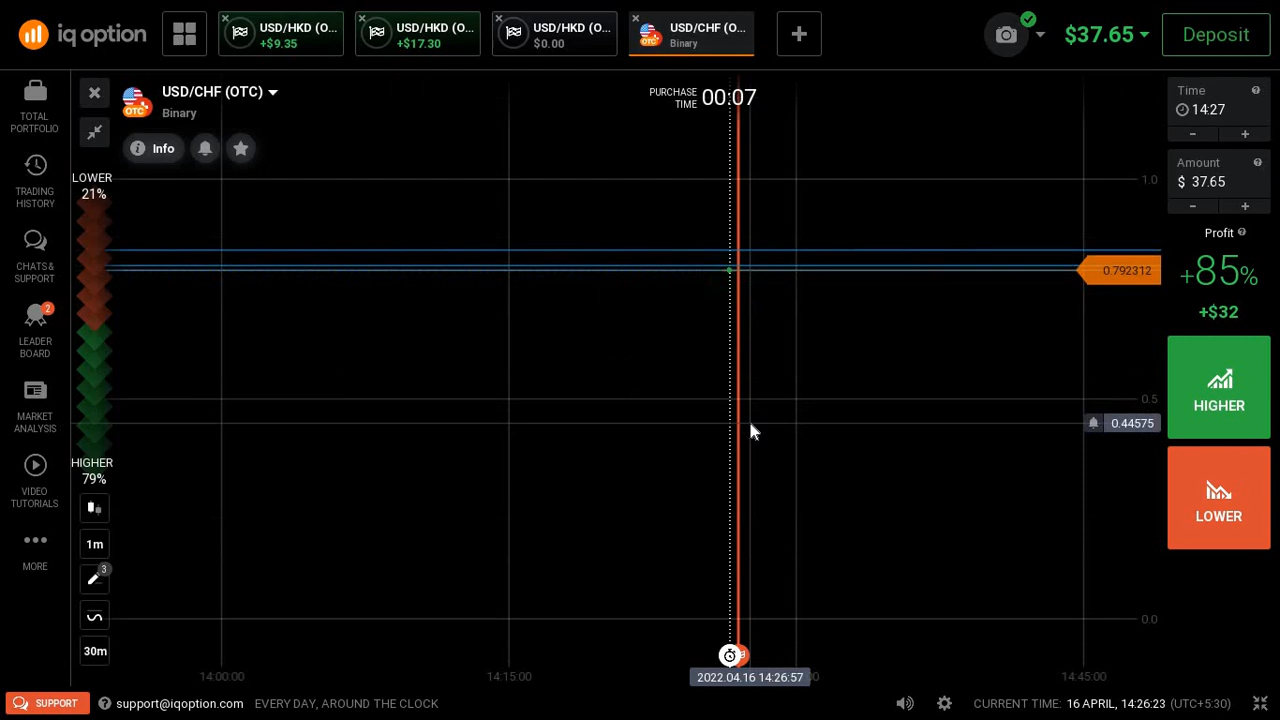 iq option
USD/HKD (O...
+$9.35
USD/HKD (O...
+$17.30
USD/HKD (O...
$0.00
OTC
USD/CHF (O...
Binary
$37.65
Deposit
TOTAL
PORTFOLIO
TRADING
HISTORY
CHATS &
SUPPORT
2
LEADER
BOARD
MARKET
ANALYSIS
VIDEO
TUTORIALS
MORE
OTC
USD/CHF (OTC)
Binary
Info
PURCHASE
TIME
00:07
LOWER
21%
HIGHER
79%
1m
3
30m
1.0
0.792312
0.5
0.44575
0.0
14:00:00
14:15:00
2022.04.16 14:26:57
14:45:00
Time
14:27
Amount
$ 37.65
Profit
+85%
+$32
HIGHER
LOWER
SUPPORT
support@iqoption.com
EVERY DAY, AROUND THE CLOCK
CURRENT TIME: 16 APRIL, 14:26:23 (UTC+5:30)